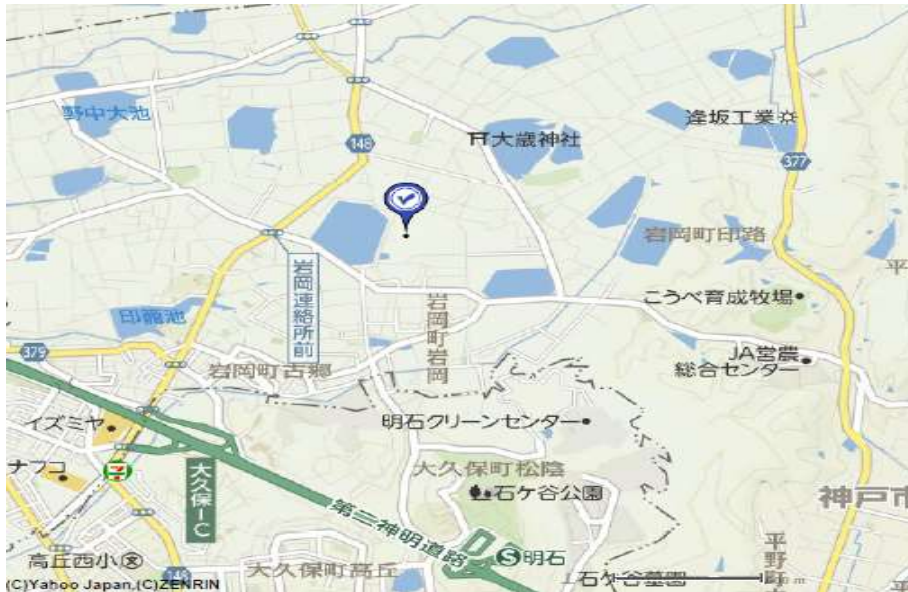 野中大池
148
大歳神社
逢坂工業
377
岩岡町印路
平
岩岡連絡所前
岩岡町岩岡
こうべ育成牧場
印籠池
379
岩岡町古郷
JA営農
総合センター
イズミヤ
明石クリーンセンター
ナフコ
大久保IC
大久保町松陰
石ケ谷公園
神戸市
第二神明道路
明石
高丘西小
文
大久保町高丘
石ケ谷墓園
平野町
(C)Yahoo Japan,(C)ZENRIN